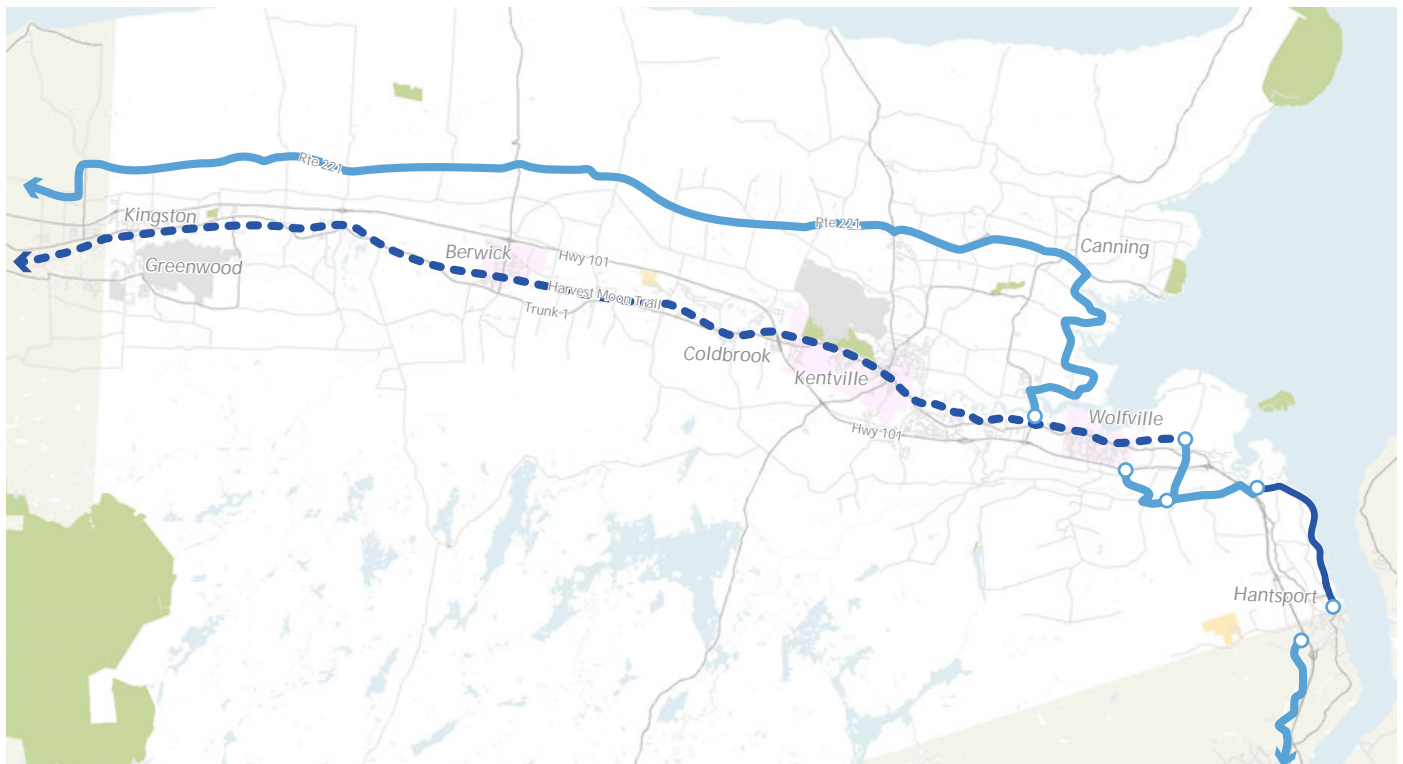 Rte 221
Kingston
Rte 221
Canning
Berwick
Hwy 101
Greenwood
Harvest Moon Trail
Trunk 1
Coldbrook
Kentville
Wolfville
Hwy 101
Hantsport